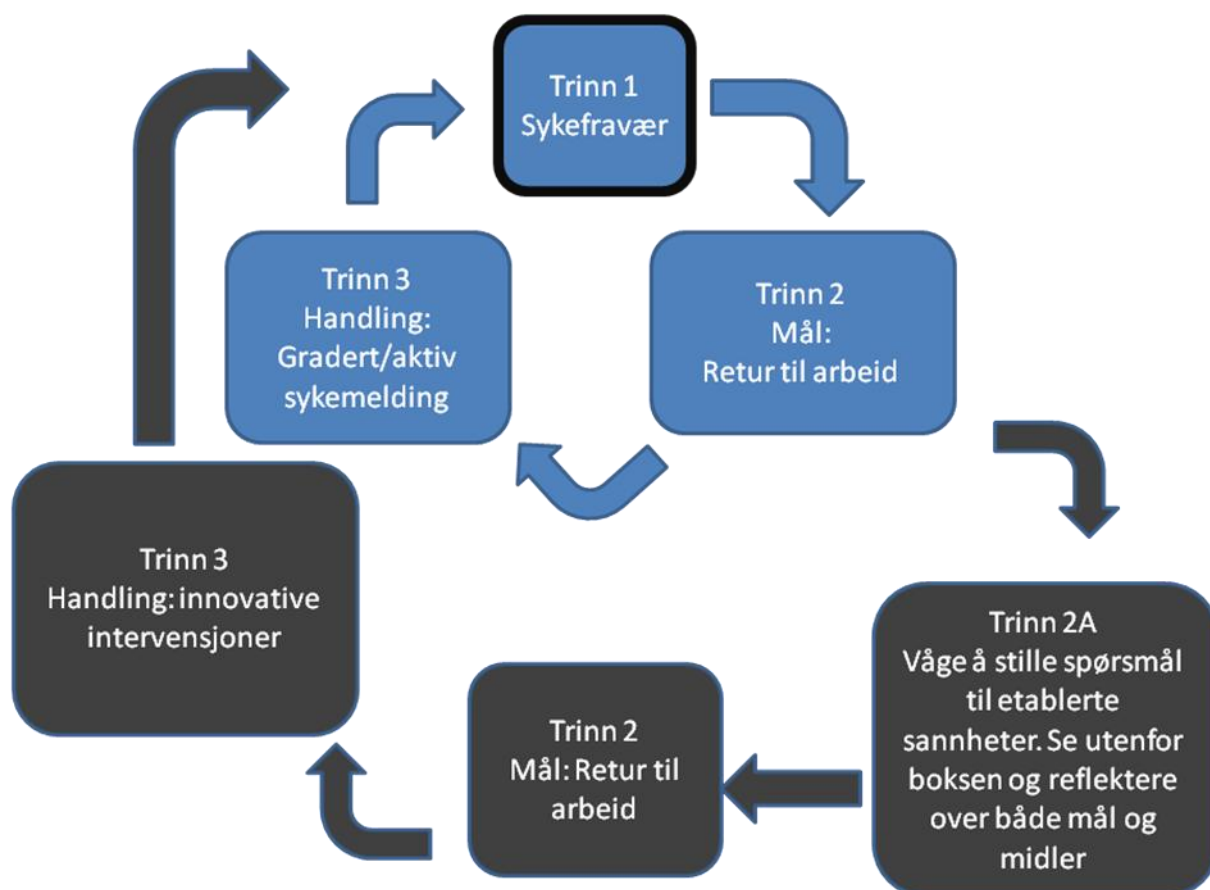 Trinn 1
Sykefravær
Trinn 2
Mål:
Retur til arbeid
Trinn 3
Handling:
Gradert/aktiv
sykemelding
Trinn 2A
Våge å stille spørsmål
til etablerte
sannheter. Se utenfor
boksen og reflektere
over både mål og
midler
Trinn 2
Mål: Retur til
arbeid
Trinn 3
Handling: innovative
intervensjoner